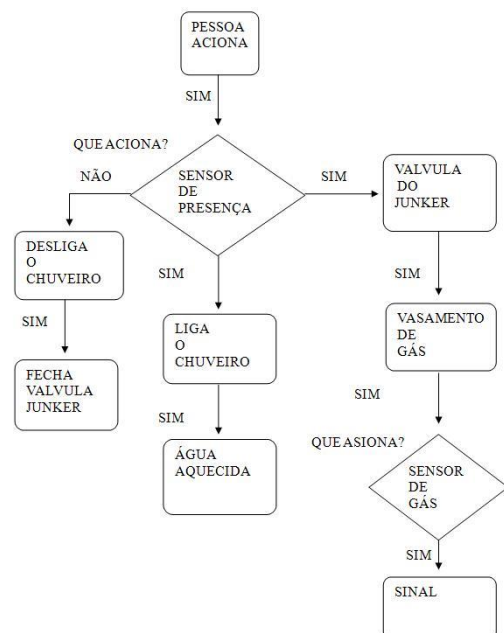 PESSOA
ACIONA
SIM
QUE ACIONA?
NÃO
SENSOR
DE
PRESENÇA
SIM
VALVULA
DO
JUNKER
DESLIGA
O
CHUVEIRO
SIM
SIM
SIM
LIGA
O
CHUVEIRO
VASAMENTO
DE
GÁS
FECHA
VALVULA
JUNKER
SIM
SIM
ÁGUA
AQUECIDA
QUE ASIONA?
SENSOR
DE
GÁS
SIM
SINAL